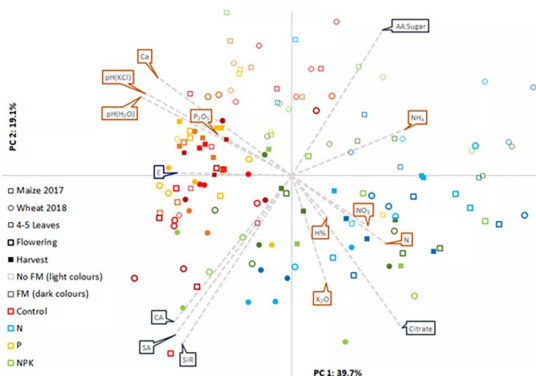 AA:Sugar
Ca
pH(KCl)
pH(H₂O)
P₂O₅
NH₄
PC 2: 19.1%
E
Maize 2017
Wheat 2018
4-5 Leaves
Flowering
Harvest
No FM (light colours)
FM (dark colours)
Control
N
P
NPK
NO₃
H%
N
K₂O
CA
SA
SIR
Citrate
PC 1: 39.7%